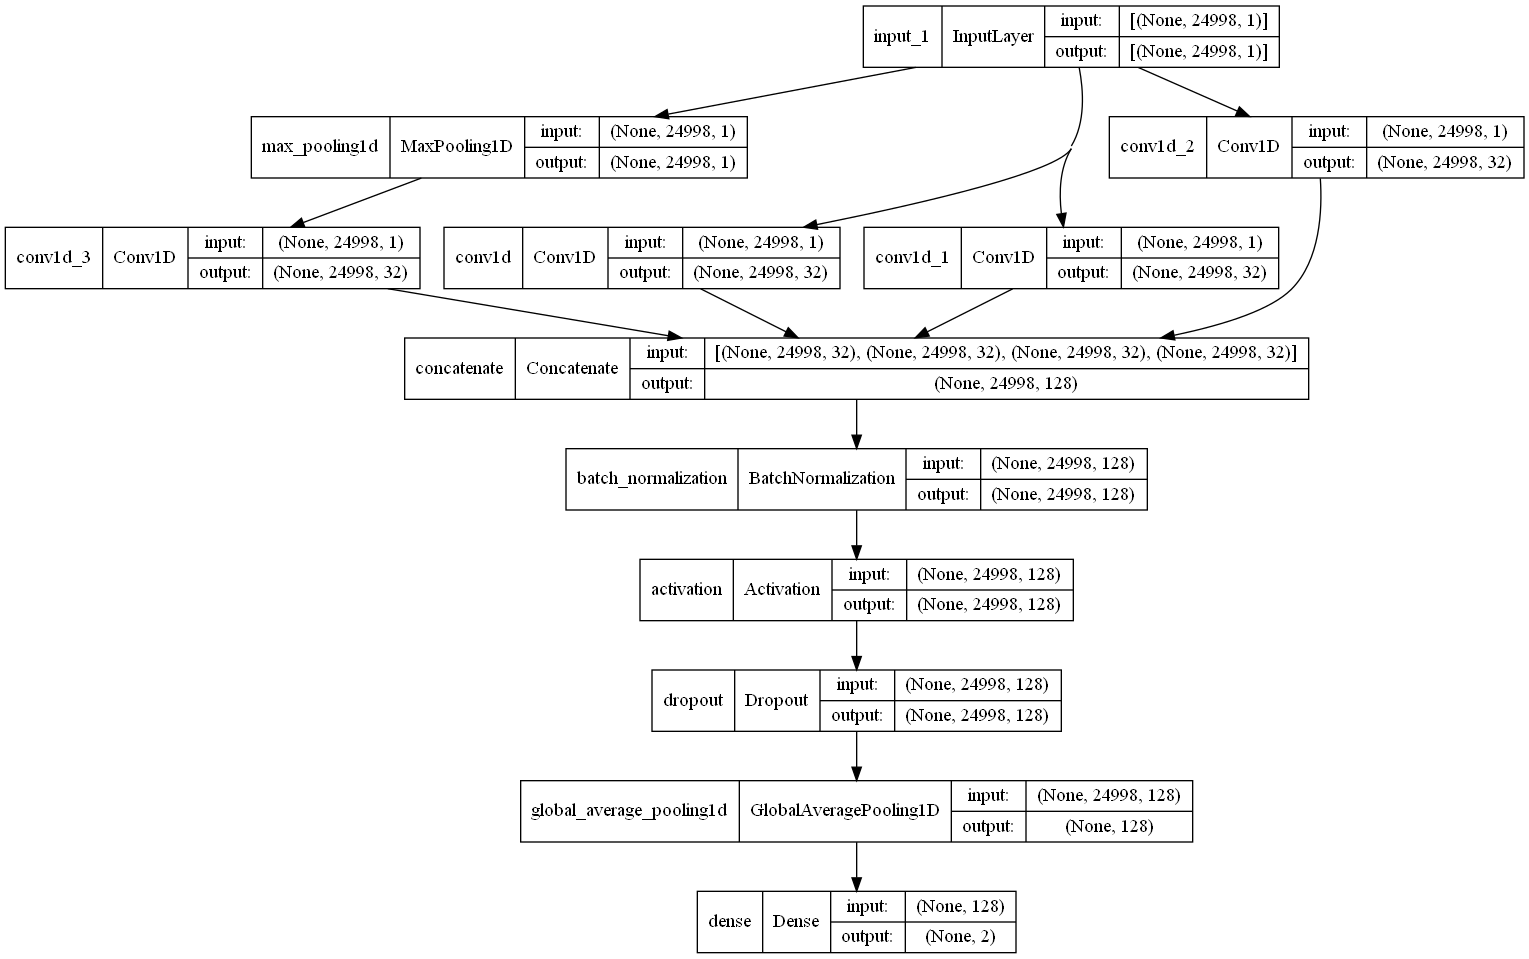 input_1 InputLayer input: [(None, 24998, 1)]
output: [(None, 24998, 1)]
max_pooling1d MaxPooling1D input: (None, 24998, 1)
output: (None, 24998, 1)
conv1d_2 Conv1D input: (None, 24998, 1)
output: (None, 24998, 32)
conv1d_3 Conv1D input: (None, 24998, 1)
output: (None, 24998, 32)
conv1d Conv1D input: (None, 24998, 1)
output: (None, 24998, 32)
conv1d_1 Conv1D input: (None, 24998, 1)
output: (None, 24998, 32)
concatenate Concatenate input: [(None, 24998, 32), (None, 24998, 32), (None, 24998, 32), (None, 24998, 32)]
output: (None, 24998, 128)
batch_normalization BatchNormalization input: (None, 24998, 128)
output: (None, 24998, 128)
activation Activation input: (None, 24998, 128)
output: (None, 24998, 128)
dropout Dropout input: (None, 24998, 128)
output: (None, 24998, 128)
global_average_pooling1d GlobalAveragePooling1D input: (None, 24998, 128)
output: (None, 128)
dense Dense input: (None, 128)
output: (None, 2)